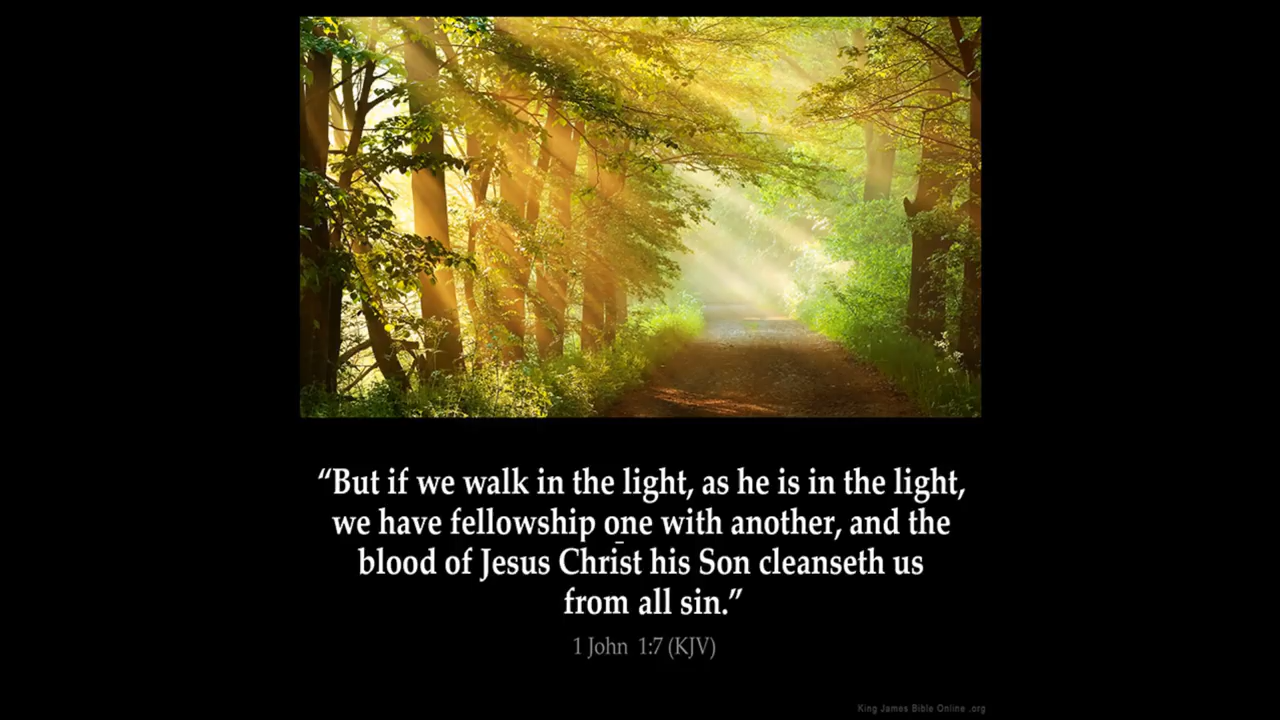 “But if we walk in the light, as he is in the light,
we have fellowship one with another, and the
blood of Jesus Christ his Son cleanseth us
from all sin.”
1 John 1:7 (KJV)
King James Bible Online .org